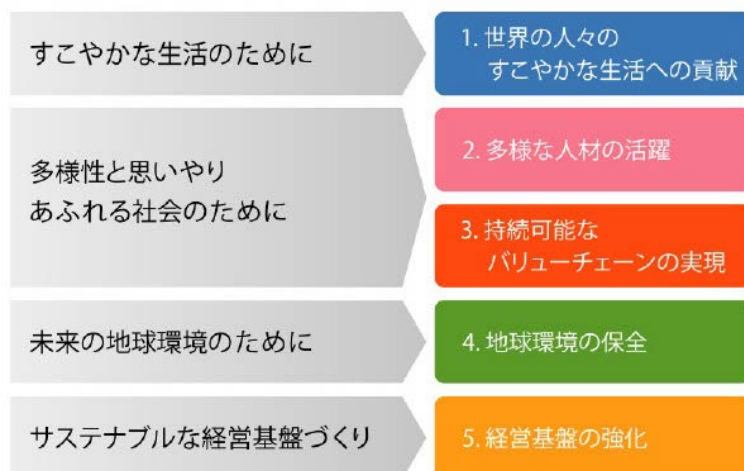 すこやかな生活のために
1. 世界の人々の
すこやかな生活への貢献
多様性と思いやり
あふれる社会のために
2. 多様な人材の活躍
3. 持続可能な
バリューチェーンの実現
未来の地球環境のために
4. 地球環境の保全
サステナブルな経営基盤づくり
5. 経営基盤の強化